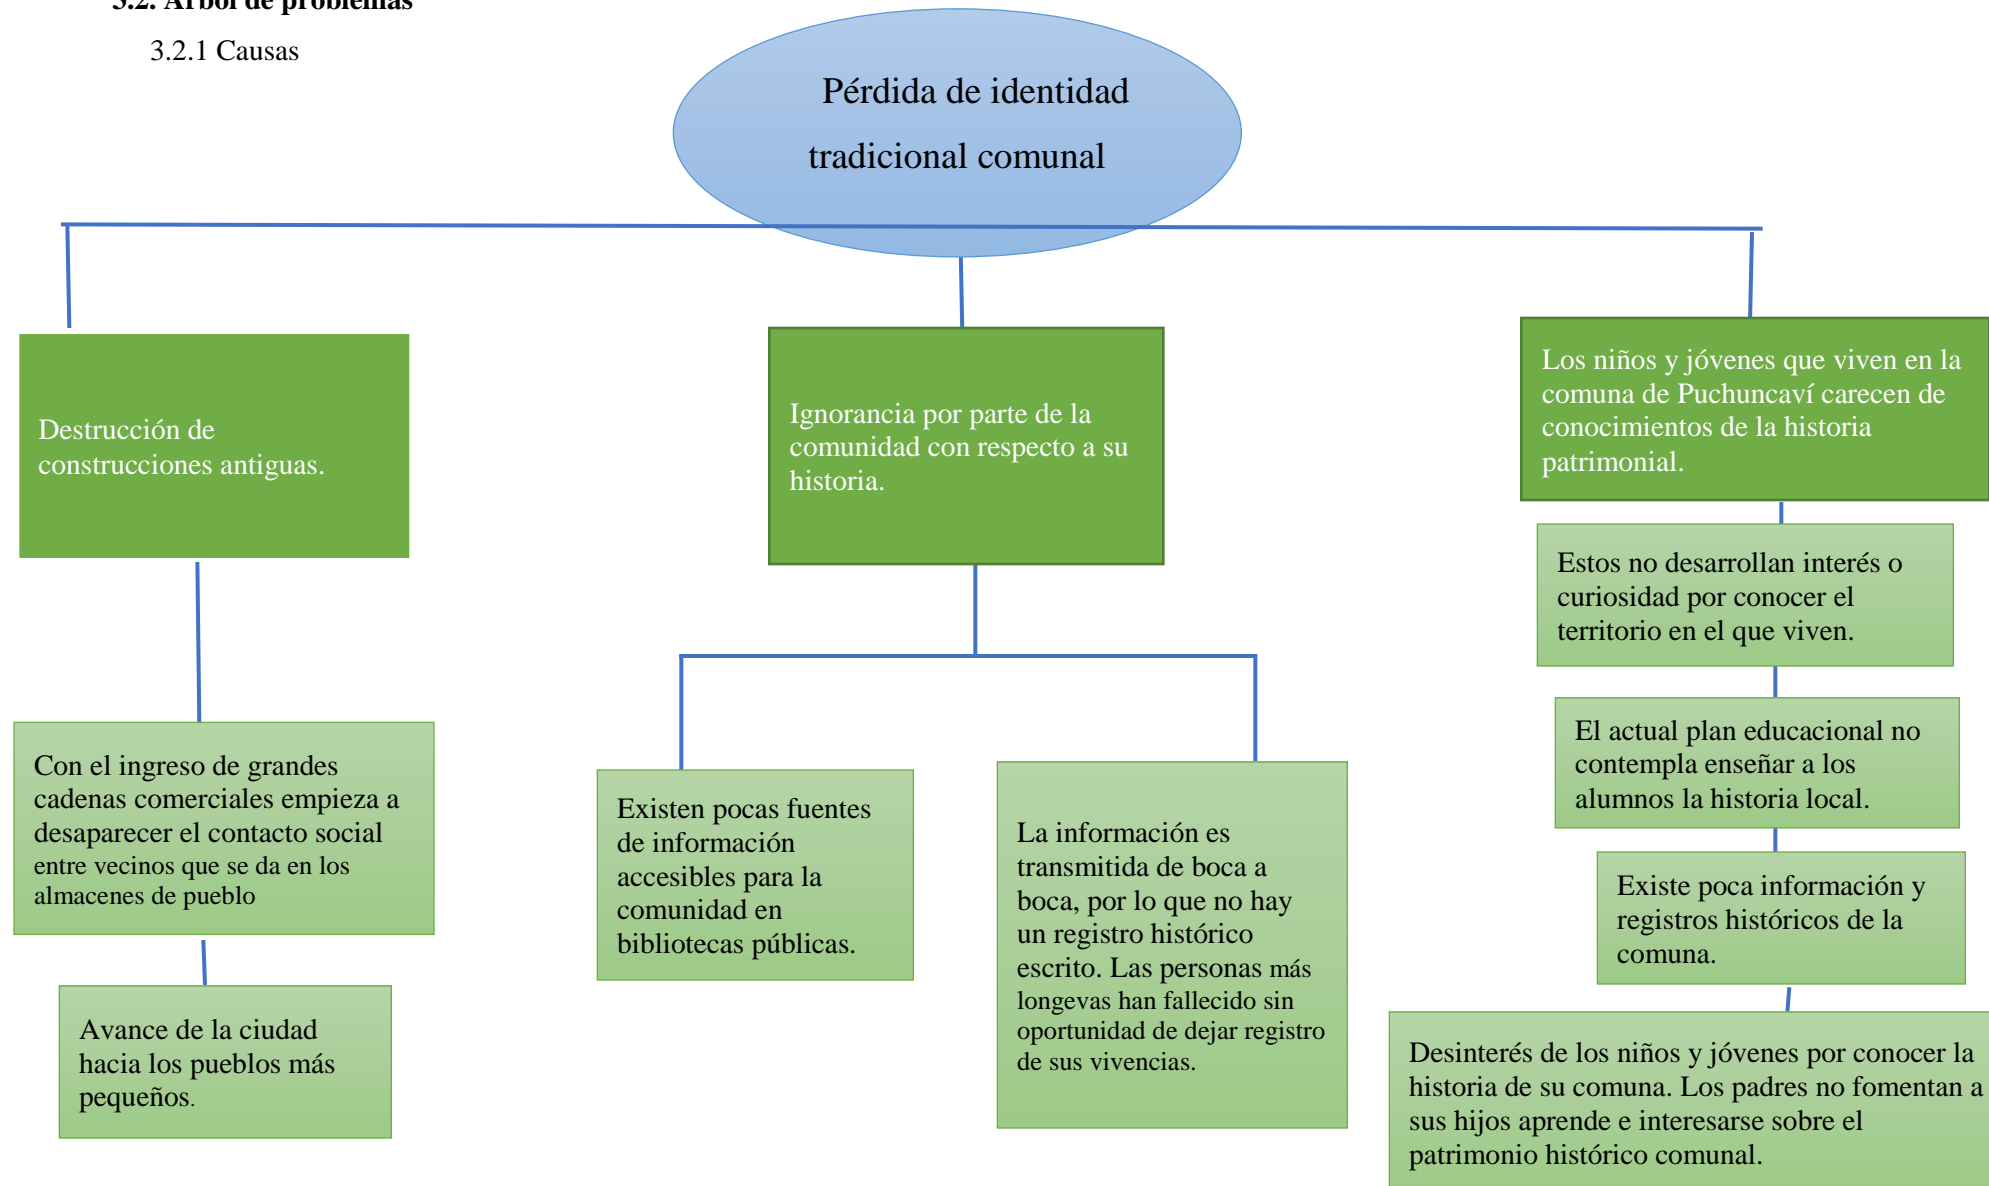 3.2. Árbol de problemas
3.2.1 Causas
Pérdida de identidad
tradicional comunal
Destrucción de
construcciones antiguas.
Ignorancia por parte de la
comunidad con respecto a su
historia.
Los niños y jóvenes que viven en la
comuna de Puchuncaví carecen de
conocimientos de la historia
patrimonial.
Con el ingreso de grandes
cadenas comerciales empieza a
desaparecer el contacto social
entre vecinos que se da en los
almacenes de pueblo
Avance de la ciudad
hacia los pueblos más
pequeños.
Existen pocas fuentes
de información
accesibles para la
comunidad en
bibliotecas públicas.
La información es
transmitida de boca a
boca, por lo que no hay
un registro histórico
escrito. Las personas más
longevas han fallecido sin
oportunidad de dejar registro
de sus vivencias.
Estos no desarrollan interés o
curiosidad por conocer el
territorio en el que viven.
El actual plan educacional no
contempla enseñar a los
alumnos la historia local.
Existe poca información y
registros históricos de la
comuna.
Desinterés de los niños y jóvenes por conocer la
historia de su comuna. Los padres no fomentan a
sus hijos aprende e interesarse sobre el
patrimonio histórico comunal.